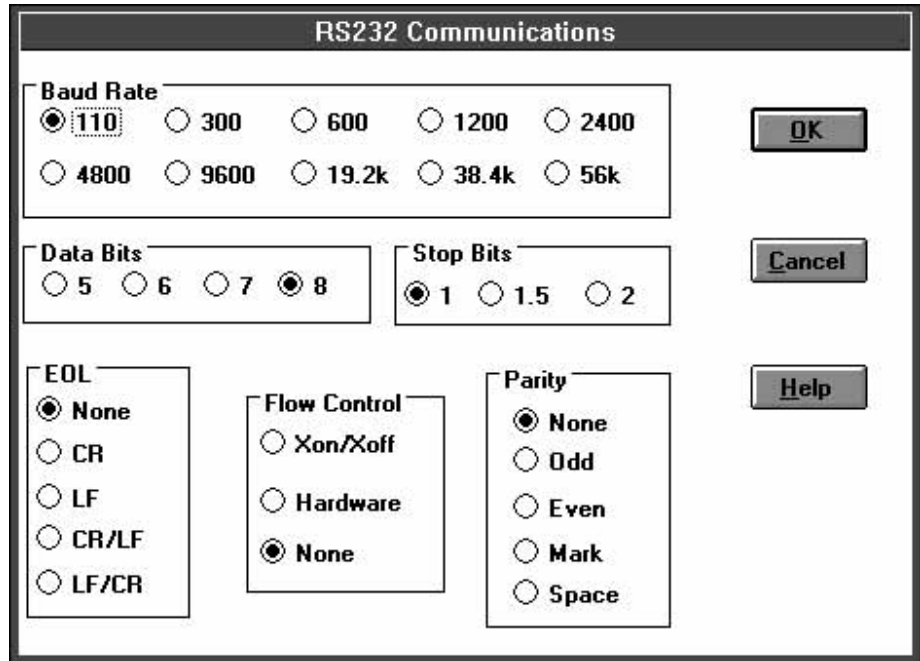 RS232 Communications
Baud Rate
110 300 600 1200 2400
4800 9600 19.2k 38.4k 56k
OK
Data Bits
5 6 7 8
Stop Bits
1 1.5 2
Cancel
EOL
None
CR
LF
CR/LF
LF/CR
Flow Control
Xon/Xoff
Hardware
None
Parity
None
Odd
Even
Mark
Space
Help